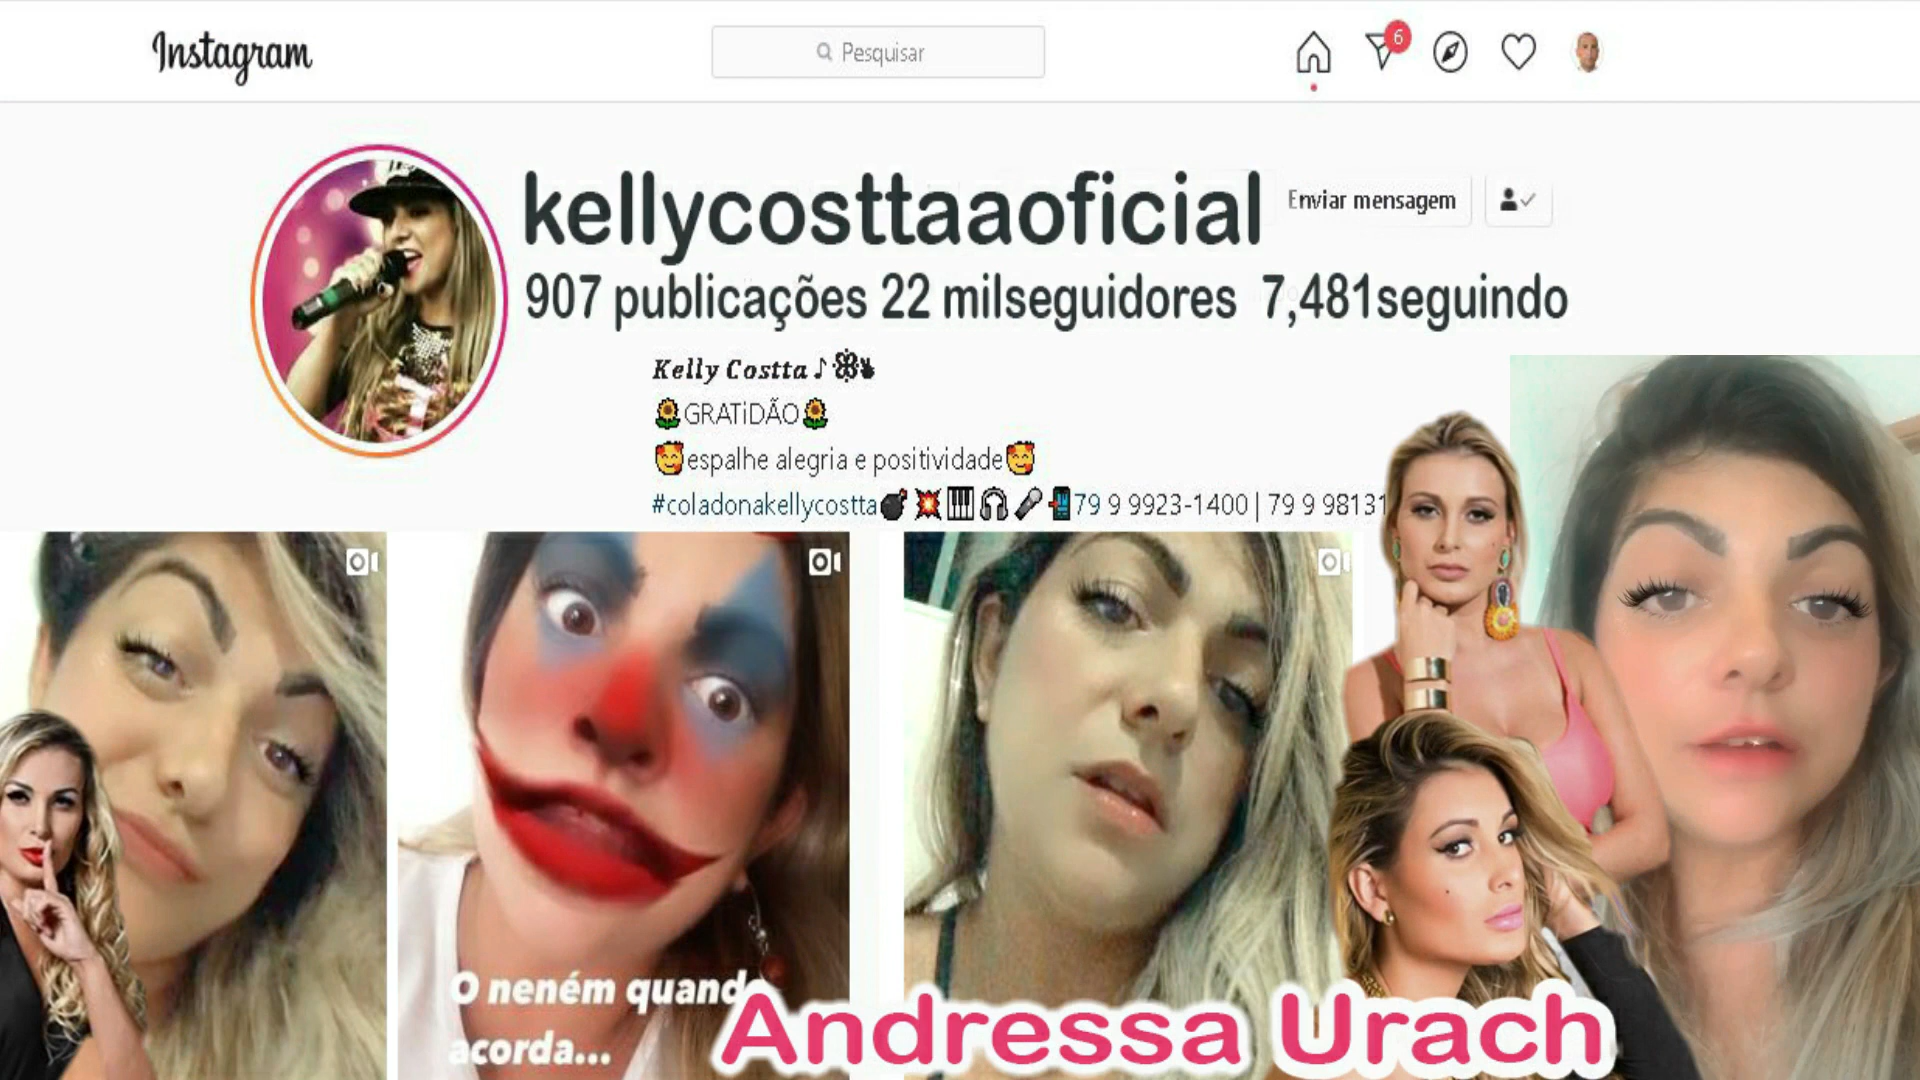 Instagram
Pesquisar
6
kellycosttaaoficial
Enviar mensagem
907 publicações 22 milseguidores 7,481seguindo
Kelly Costta
GRATiDÃO
espalhe alegria e positividade
#coladonakellycostta 79 9 9923-1400 | 79 9 98131
O neném quando
acorda...
Andressa Urach